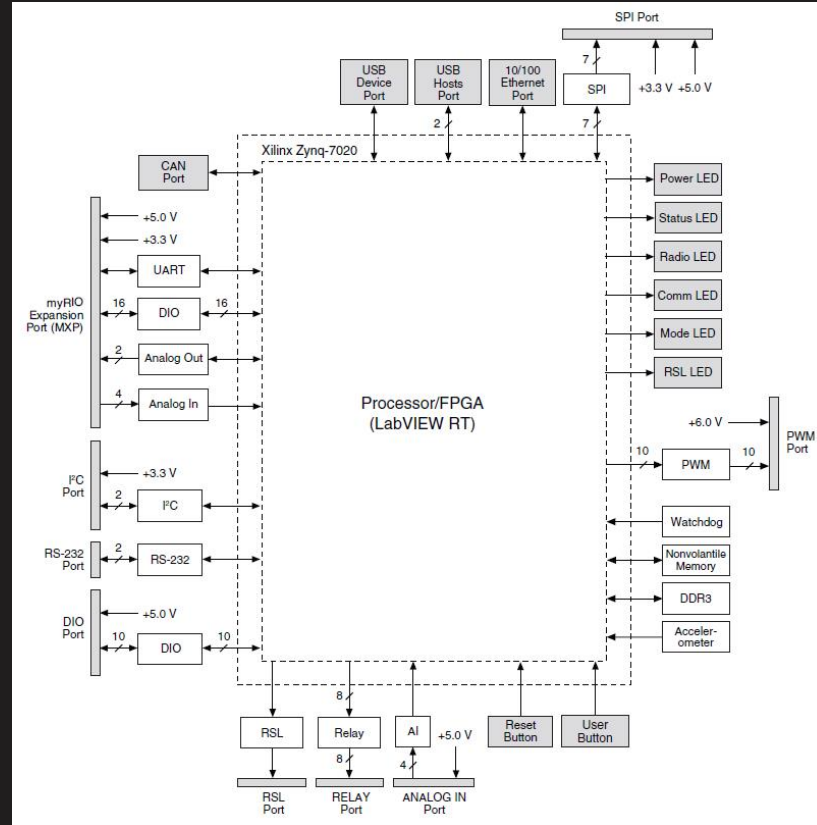 SPI Port
7
+3.3 V +5.0 V
USB
Device
Port
USB
Hosts
Port
10/100
Ethernet
Port
SPI
2
7
Xilinx Zynq-7020
CAN
Port
+5.0 V
+3.3 V
UART
myRIO
Expansion
Port (MXP)
16
DIO
16
2
Analog Out
4
Analog In
Processor/FPGA
(LabVIEW RT)
Power LED
Status LED
Radio LED
Comm LED
Mode LED
RSL LED
+6.0 V
10
PWM
10
PWM
Port
I²C
Port
+3.3 V
2
I²C
RS-232
Port
2
RS-232
DIO
Port
+5.0 V
10
DIO
10
Watchdog
Nonvolantile
Memory
DDR3
Acceler-
ometer
8
RSL
Relay
AI
+5.0 V
Reset
Button
User
Button
8
4
RSL
Port
RELAY
Port
ANALOG IN
Port